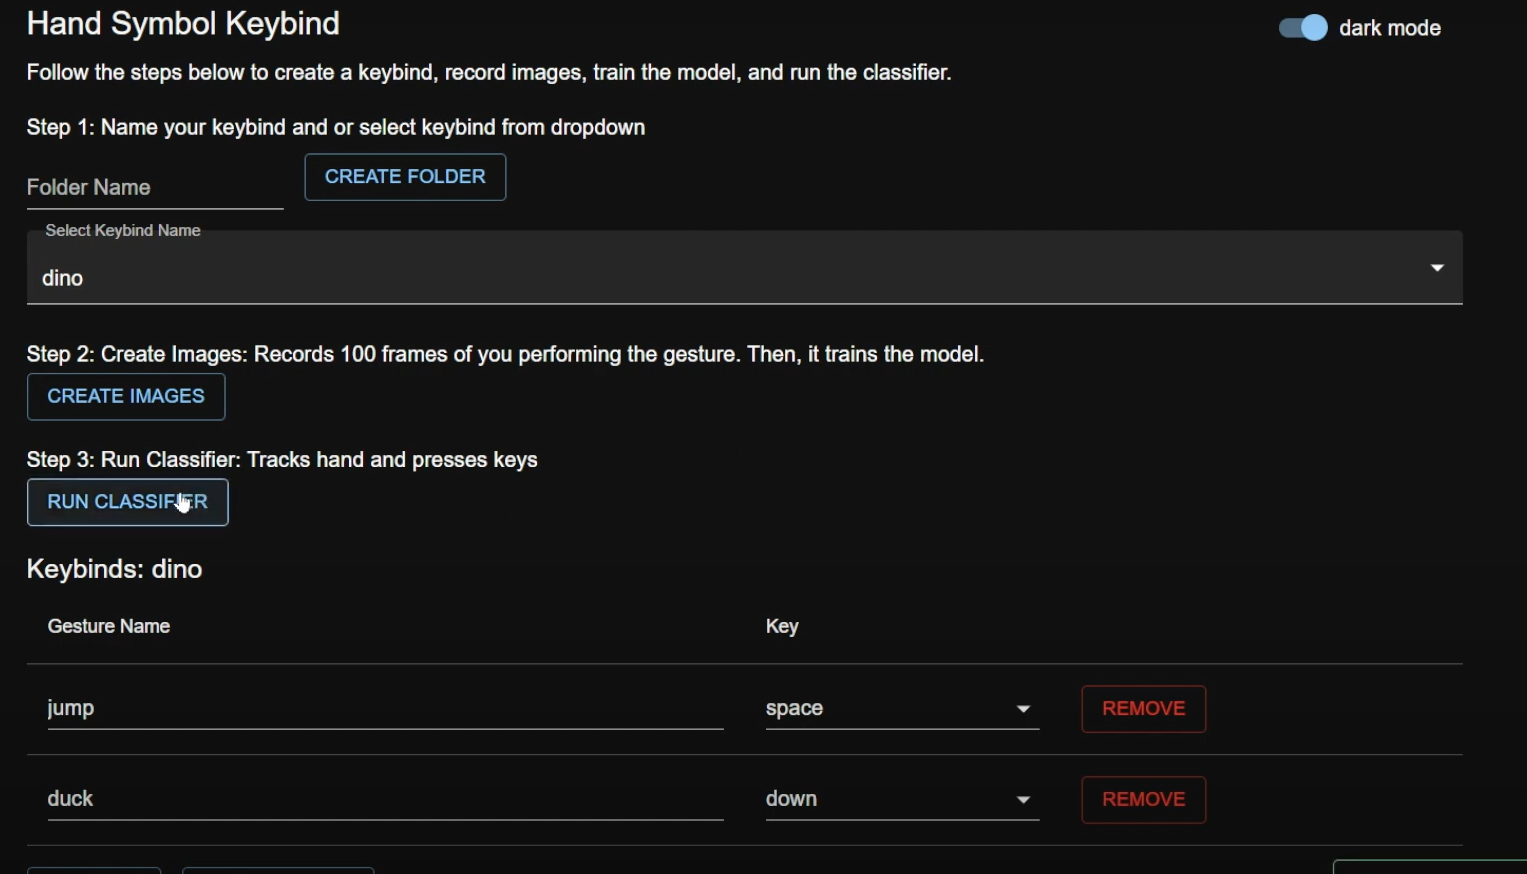 Hand Symbol Keybind
dark mode
Follow the steps below to create a keybind, record images, train the model, and run the classifier.
Step 1: Name your keybind and or select keybind from dropdown
Folder Name
CREATE FOLDER
Select Keybind Name
dino
Step 2: Create Images: Records 100 frames of you performing the gesture. Then, it trains the model.
CREATE IMAGES
Step 3: Run Classifier: Tracks hand and presses keys
RUN CLASSIFIER
Keybinds: dino
Gesture Name Key
jump space REMOVE
duck down REMOVE